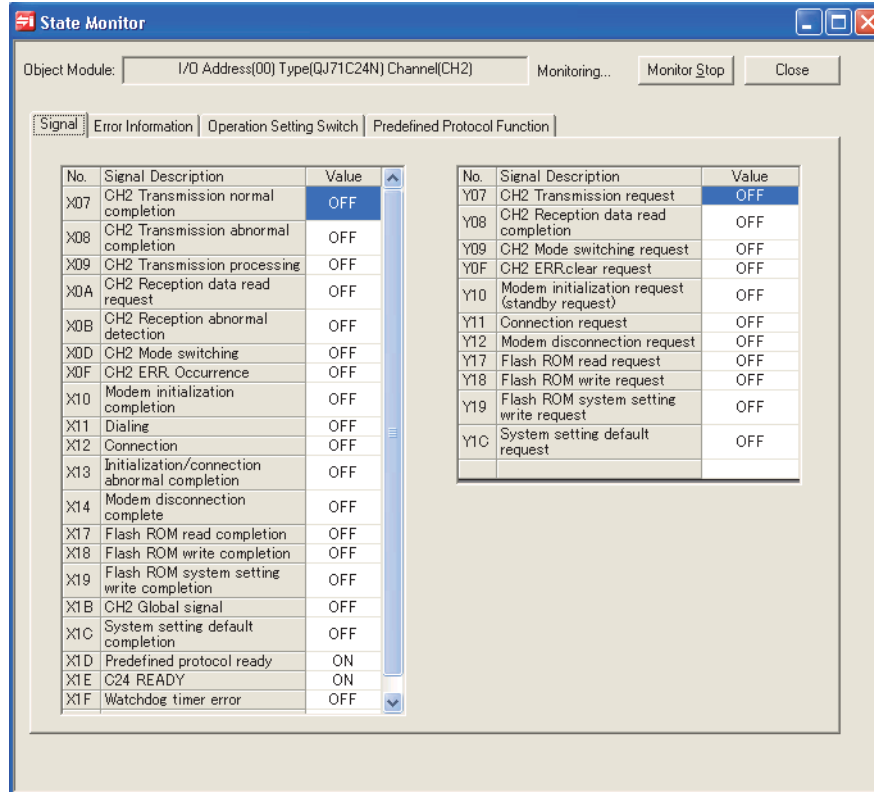 State Monitor
Object Module: I/O Address(00) Type(QJ71C24N) Channel(CH2) Monitoring... Monitor Stop Close
Signal Error Information Operation Setting Switch Predefined Protocol Function
No. Signal Description Value
X07 CH2 Transmission normal completion OFF
X08 CH2 Transmission abnormal completion OFF
X09 CH2 Transmission processing OFF
X0A CH2 Reception data read request OFF
X0B CH2 Reception abnormal detection OFF
X0D CH2 Mode switching OFF
X0F CH2 ERR. Occurrence OFF
X10 Modem initialization completion OFF
X11 Dialing OFF
X12 Connection OFF
X13 Initialization/connection abnormal completion OFF
X14 Modem disconnection complete OFF
X17 Flash ROM read completion OFF
X18 Flash ROM write completion OFF
X19 Flash ROM system setting write completion OFF
X1B CH2 Global signal OFF
X1C System setting default completion OFF
X1D Predefined protocol ready ON
X1E C24 READY ON
X1F Watchdog timer error OFF
No. Signal Description Value
Y07 CH2 Transmission request OFF
Y08 CH2 Reception data read completion OFF
Y09 CH2 Mode switching request OFF
Y0F CH2 ERR.clear request OFF
Y10 Modem initialization request (standby request) OFF
Y11 Connection request OFF
Y12 Modem disconnection request OFF
Y17 Flash ROM read request OFF
Y18 Flash ROM write request OFF
Y19 Flash ROM system setting write request OFF
Y1C System setting default request OFF